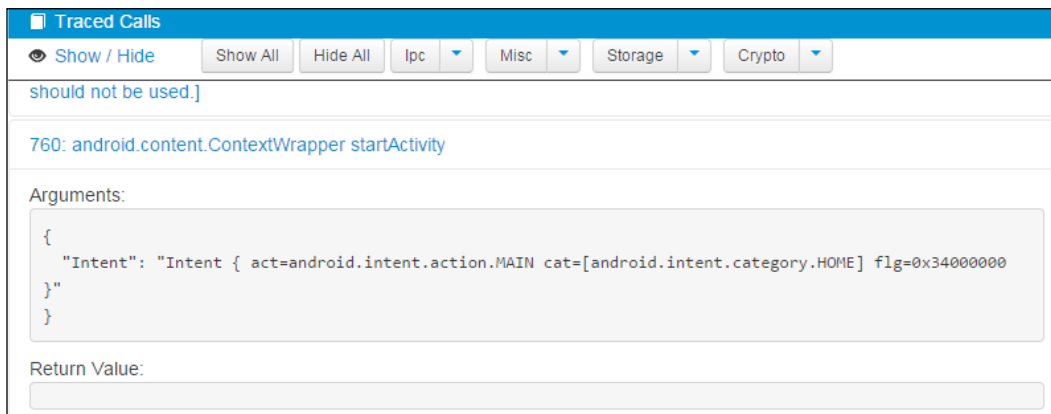 Traced Calls
Show / Hide Show All Hide All Ipc Misc Storage Crypto
should not be used.]
760: android.content.ContextWrapper startActivity
Arguments:
{
"Intent": "Intent { act=android.intent.action.MAIN cat=[android.intent.category.HOME] flg=0x34000000
}"
}
Return Value: